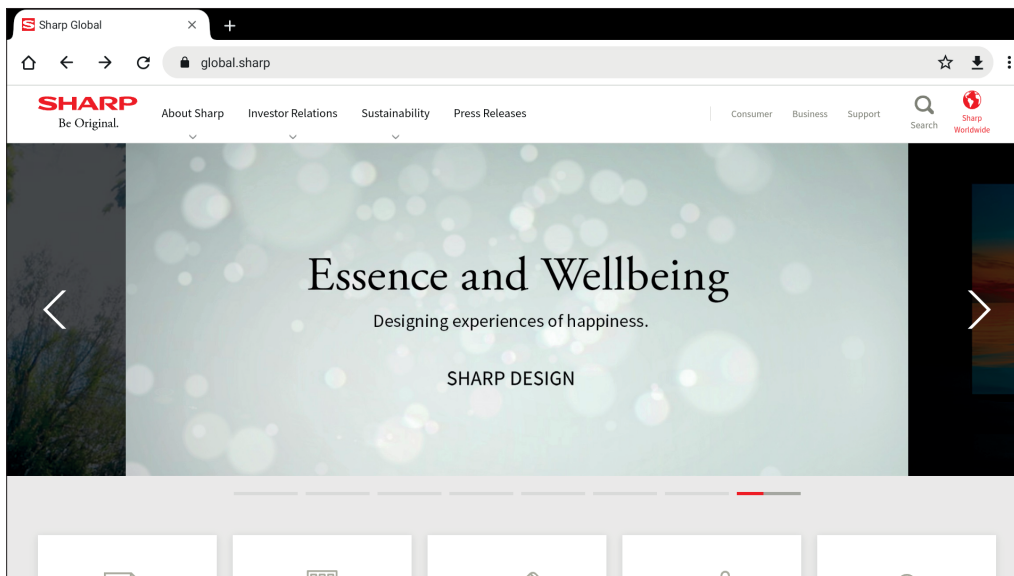 Sharp Global
global.sharp
SHARP
Be Original.
About Sharp
Investor Relations
Sustainability
Press Releases
Consumer
Business
Support
Search
Sharp
Worldwide
Essence and Wellbeing
Designing experiences of happiness.
SHARP DESIGN